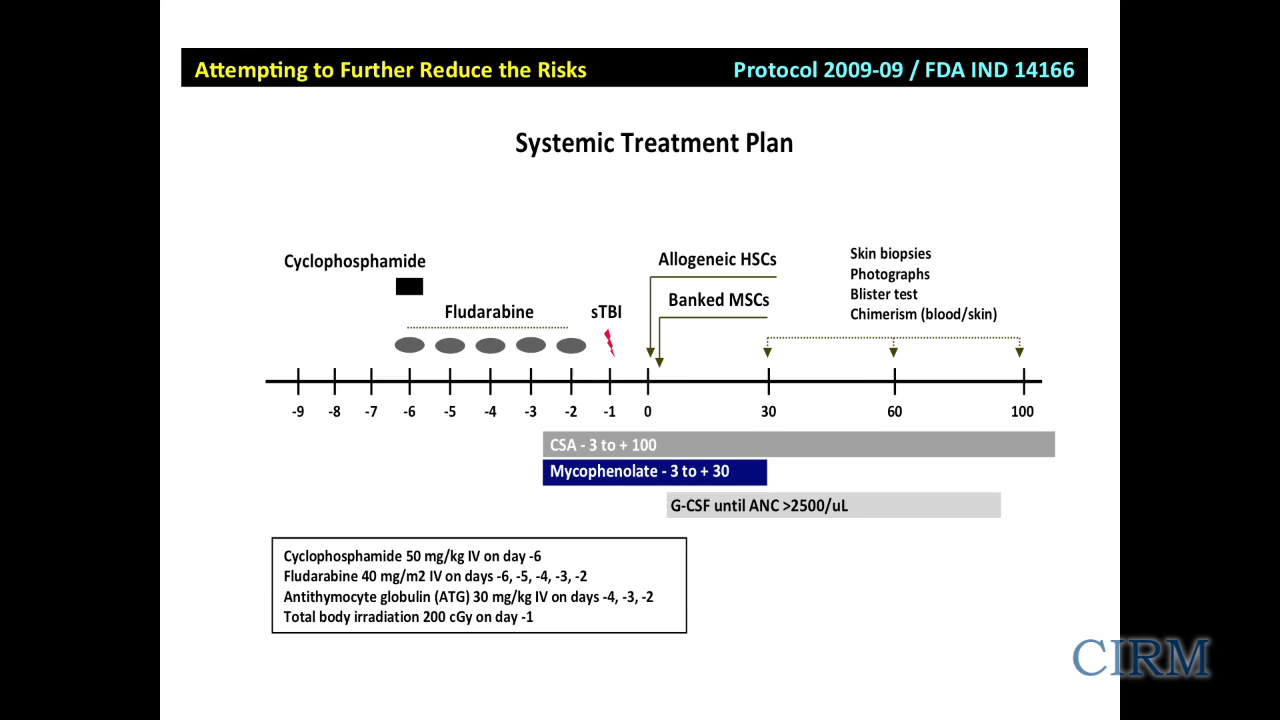 Attempting to Further Reduce the Risks
Protocol 2009-09 / FDA IND 14166
Systemic Treatment Plan
Cyclophosphamide
Fludarabine
sTBI
Allogeneic HSCs
Banked MSCs
Skin biopsies
Photographs
Blister test
Chimerism (blood/skin)
-9 -8 -7 -6 -5 -4 -3 -2 -1 0 30 60 100
CSA - 3 to + 100
Mycophenolate - 3 to + 30
G-CSF until ANC >2500/uL
Cyclophosphamide 50 mg/kg IV on day -6
Fludarabine 40 mg/m2 IV on days -6, -5, -4, -3, -2
Antithymocyte globulin (ATG) 30 mg/kg IV on days -4, -3, -2
Total body irradiation 200 cGy on day -1
CIRM